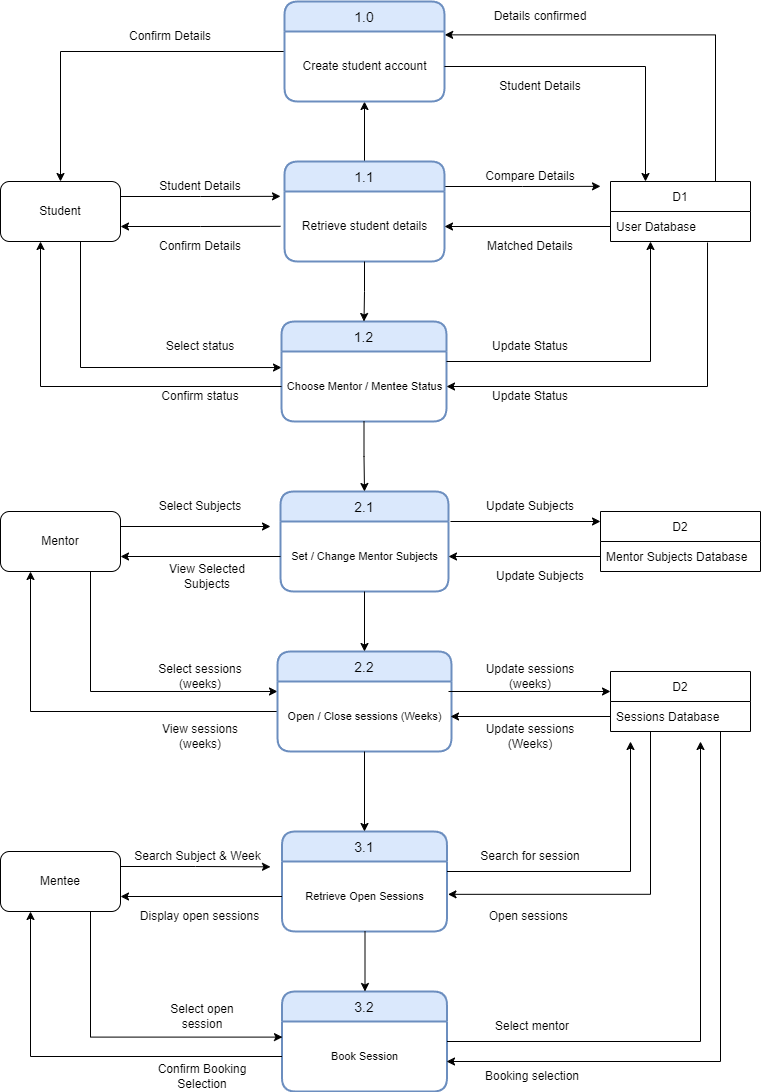 1.0
Details confirmed
Confirm Details
Create student account
Student Details
1.1
Student Details
Compare Details
D1
Student
Retrieve student details
User Database
Confirm Details
Matched Details
1.2
Select status
Update Status
Choose Mentor / Mentee Status
Confirm status
Update Status
2.1
Select Subjects
Update Subjects
D2
Mentor
Set / Change Mentor Subjects
Mentor Subjects Database
View Selected
Subjects
Update Subjects
2.2
Select sessions
(weeks)
Update sessions
(weeks)
D2
Open / Close sessions (Weeks)
Sessions Database
View sessions
(weeks)
Update sessions
(Weeks)
3.1
Search Subject & Week
Search for session
Mentee
Retrieve Open Sessions
Display open sessions
Open sessions
3.2
Select open
session
Select mentor
Book Session
Confirm Booking
Selection
Booking selection